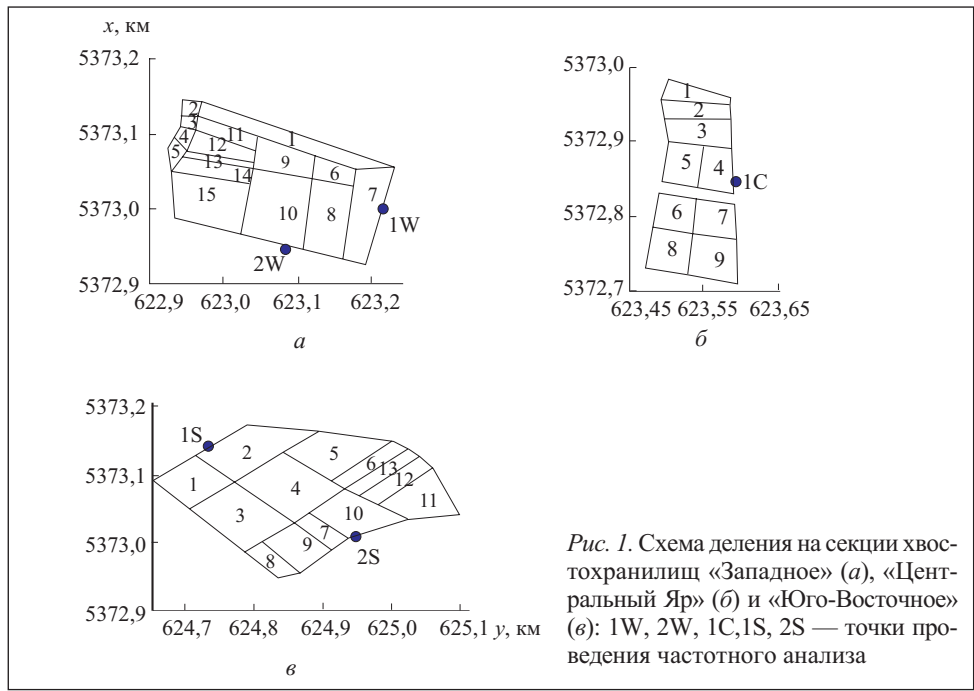 x, км
5373,2
5373,1
5373,0
5372,9
622,9 623,0 623,1 623,2
2
3
4
5
11
12
13
14
15
1
9
6
7
10
8
1W
2W
а
5373,0
5372,9
5372,8
5372,7
623,45 623,55 623,65
1
2
3
5 4
1C
6 7
8 9
б
5373,2
5373,1
5373,0
5372,9
624,7 624,8 624,9 625,0 625,1 y, км
1S
2
5
6
13
12
1
4
11
3
10
7
9
8
2S
в
Рис. 1. Схема деления на секции хвос-
тохранилищ «Западное» (а), «Цент-
ральный Яр» (б) и «Юго-Восточное»
(в): 1W, 2W, 1C,1S, 2S — точки про-
ведения частотного анализа